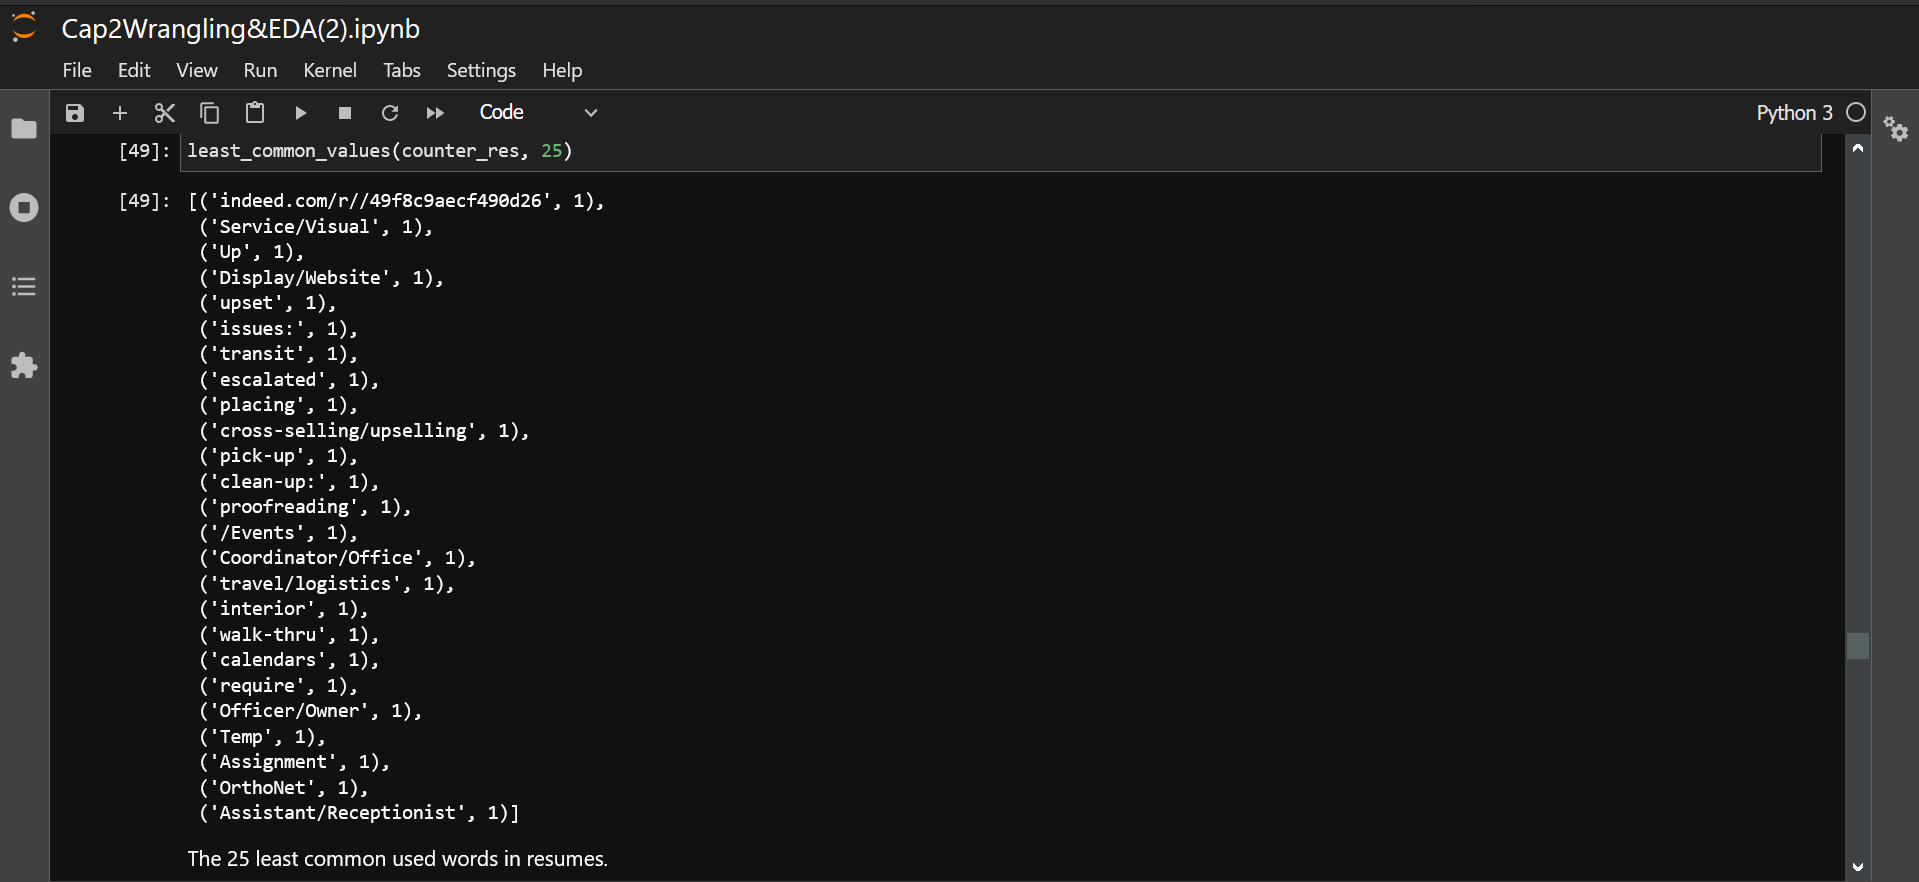 Cap2Wrangling&EDA(2).ipynb
File Edit View Run Kernel Tabs Settings Help
Code Python 3
[49]: least_common_values(counter_res, 25)
[49]: [('indeed.com/r//49f8c9aecf490d26', 1),
('Service/Visual', 1),
('Up', 1),
('Display/Website', 1),
('upset', 1),
('issues:', 1),
('transit', 1),
('escalated', 1),
('placing', 1),
('cross-selling/upselling', 1),
('pick-up', 1),
('clean-up:', 1),
('proofreading', 1),
('/Events', 1),
('Coordinator/Office', 1),
('travel/logistics', 1),
('interior', 1),
('walk-thru', 1),
('calendars', 1),
('require', 1),
('Officer/Owner', 1),
('Temp', 1),
('Assignment', 1),
('OrthoNet', 1),
('Assistant/Receptionist', 1)]
The 25 least common used words in resumes.